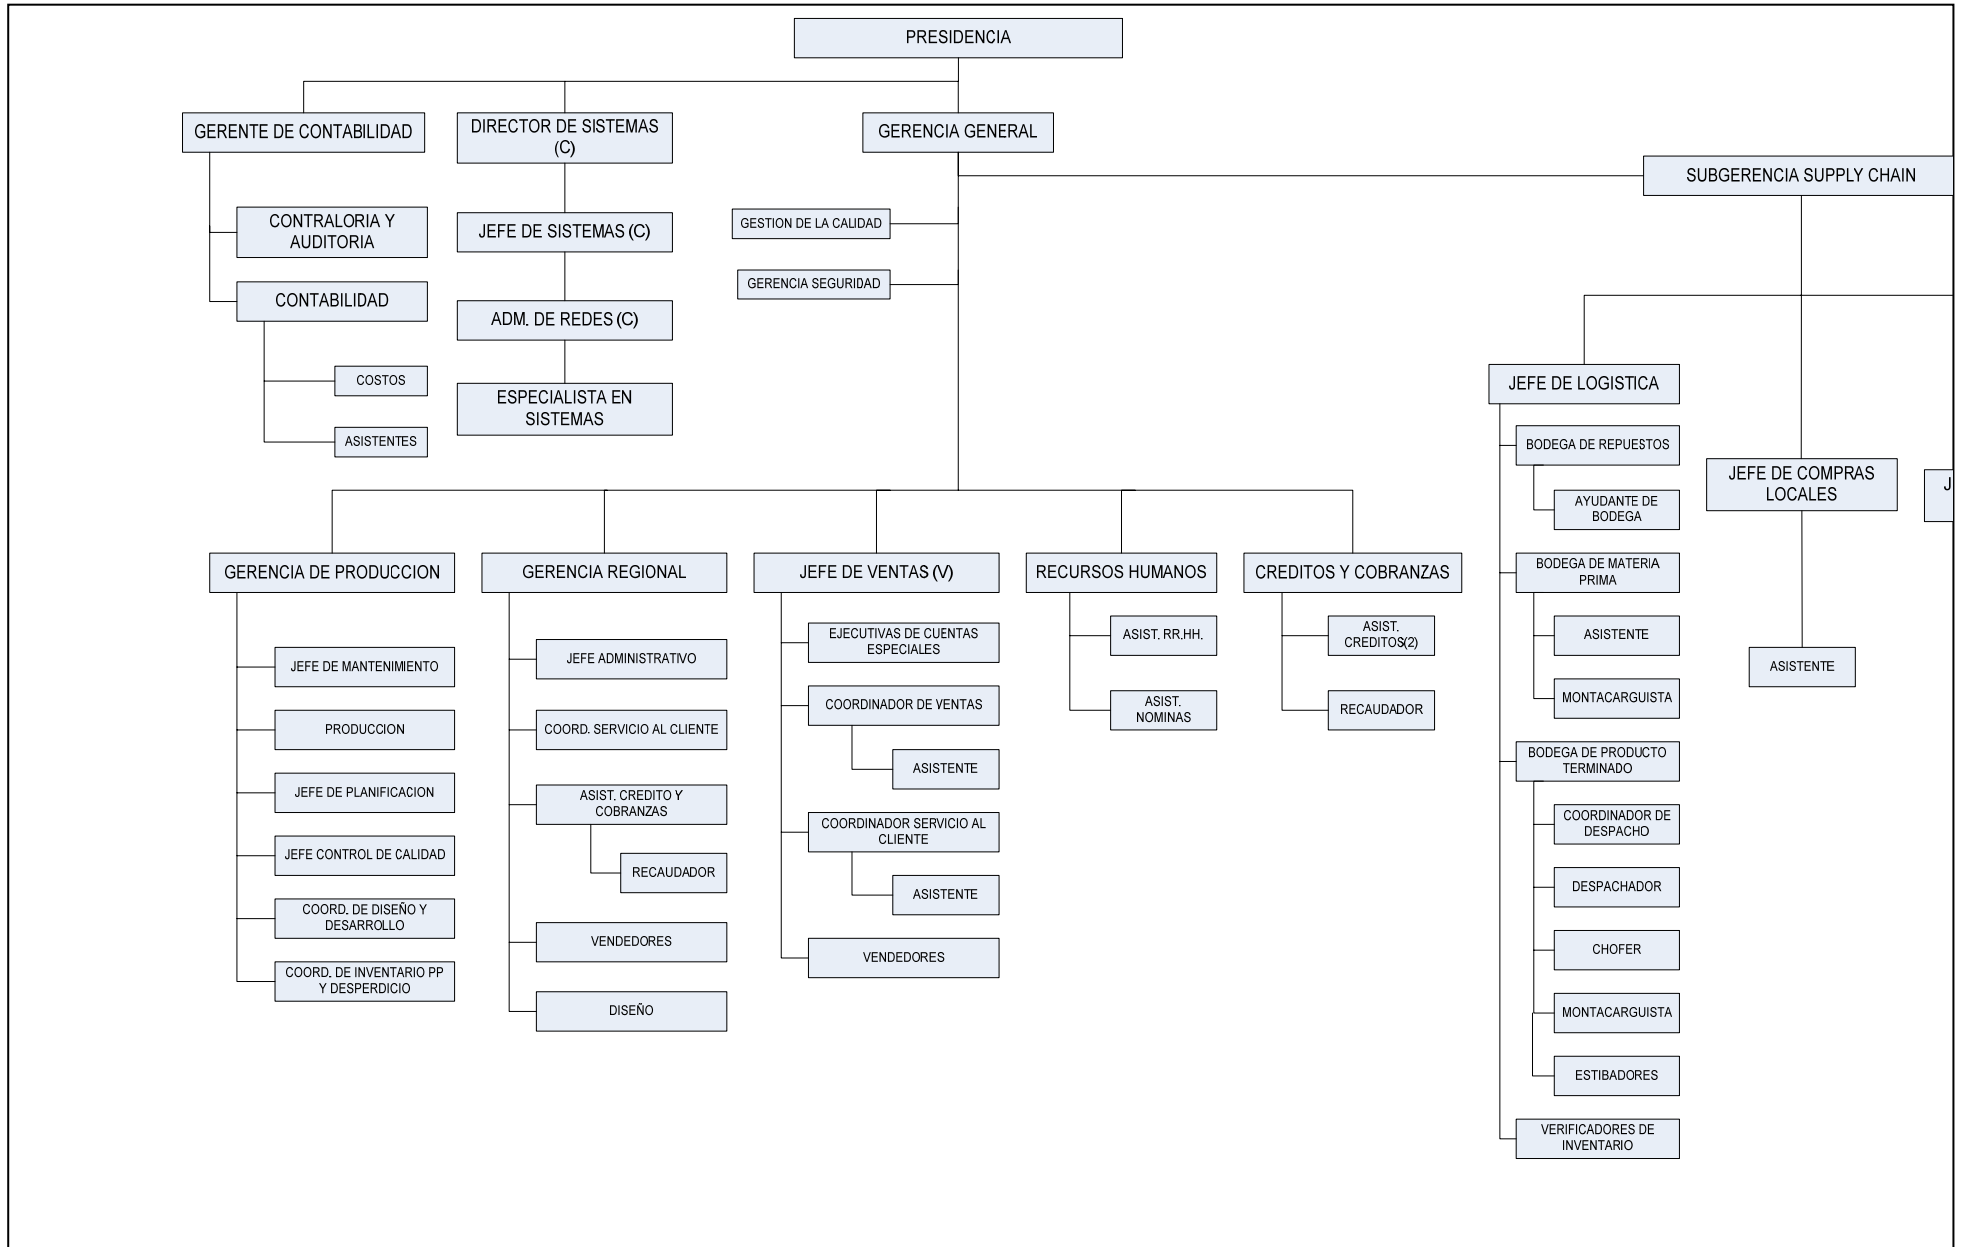 PRESIDENCIA
GERENTE DE CONTABILIDAD
DIRECTOR DE SISTEMAS
(C)
GERENCIA GENERAL
SUBGERENCIA SUPPLY CHAIN
CONTRALORIA Y
AUDITORIA
JEFE DE SISTEMAS (C)
GESTION DE LA CALIDAD
GERENCIA SEGURIDAD
CONTABILIDAD
ADM. DE REDES (C)
COSTOS
ESPECIALISTA EN
SISTEMAS
ASISTENTES
JEFE DE LOGISTICA
BODEGA DE REPUESTOS
AYUDANTE DE
BODEGA
JEFE DE COMPRAS
LOCALES
J
GERENCIA DE PRODUCCION
JEFE DE MANTENIMIENTO
PRODUCCION
JEFE DE PLANIFICACION
JEFE CONTROL DE CALIDAD
COORD. DE DISEÑO Y
DESARROLLO
COORD. DE INVENTARIO PP
Y DESPERDICIO
GERENCIA REGIONAL
JEFE ADMINISTRATIVO
COORD. SERVICIO AL CLIENTE
ASIST. CREDITO Y
COBRANZAS
RECAUDADOR
VENDEDORES
DISEÑO
JEFE DE VENTAS (V)
EJECUTIVAS DE CUENTAS
ESPECIALES
COORDINADOR DE VENTAS
ASISTENTE
COORDINADOR SERVICIO AL
CLIENTE
ASISTENTE
VENDEDORES
RECURSOS HUMANOS
ASIST. RR.HH.
ASIST.
NOMINAS
CREDITOS Y COBRANZAS
ASIST.
CREDITOS(2)
RECAUDADOR
BODEGA DE MATERIA
PRIMA
ASISTENTE
MONTACARGUISTA
BODEGA DE PRODUCTO
TERMINADO
COORDINADOR DE
DESPACHO
DESPACHADOR
CHOFER
MONTACARGUISTA
ESTIBADORES
VERIFICADORES DE
INVENTARIO
ASISTENTE